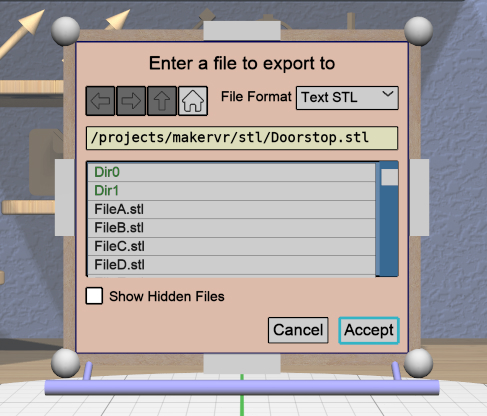 Enter a file to export to
File Format Text STL
/projects/makervr/stl/Doorstop.stl
Dir0
Dir1
FileA.stl
FileB.stl
FileC.stl
FileD.stl
Show Hidden Files
Cancel Accept